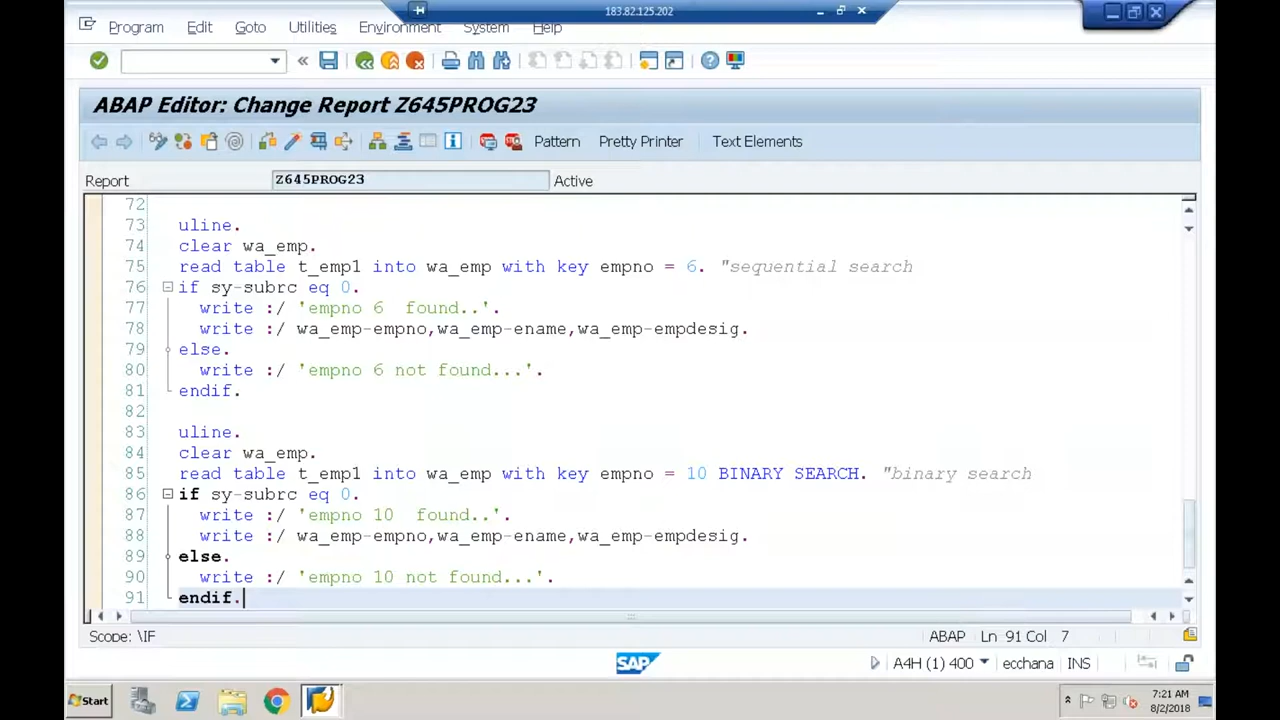 183.82.125.202
Program Edit Goto Utilities Environment System Help
ABAP Editor: Change Report Z645PROG23
Pattern Pretty Printer Text Elements
Report Z645PROG23 Active
72
73 uline.
74 clear wa_emp.
75 read table t_emp1 into wa_emp with key empno = 6. "sequential search
76 if sy-subrc eq 0.
77 write :/ 'empno 6  found..'.
78 write :/ wa_emp-empno,wa_emp-ename,wa_emp-empdesig.
79 else.
80 write :/ 'empno 6 not found...'.
81 endif.
82
83 uline.
84 clear wa_emp.
85 read table t_emp1 into wa_emp with key empno = 10 BINARY SEARCH. "binary search
86 if sy-subrc eq 0.
87 write :/ 'empno 10  found..'.
88 write :/ wa_emp-empno,wa_emp-ename,wa_emp-empdesig.
89 else.
90 write :/ 'empno 10 not found...'.
91 endif.
Scope: \IF ABAP Ln 91 Col 7
SAP A4H (1) 400 ecchana INS
Start 7:21 AM
8/2/2018